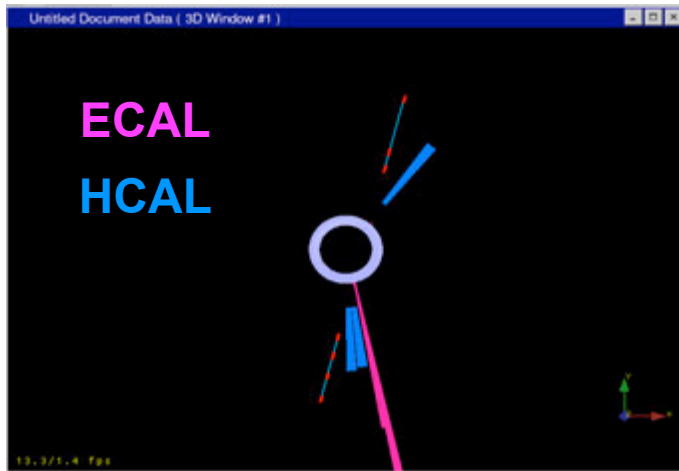 Untitled Document Data ( 3D Window #1 )
ECAL
HCAL
Y
X
13.3/1.4 fps